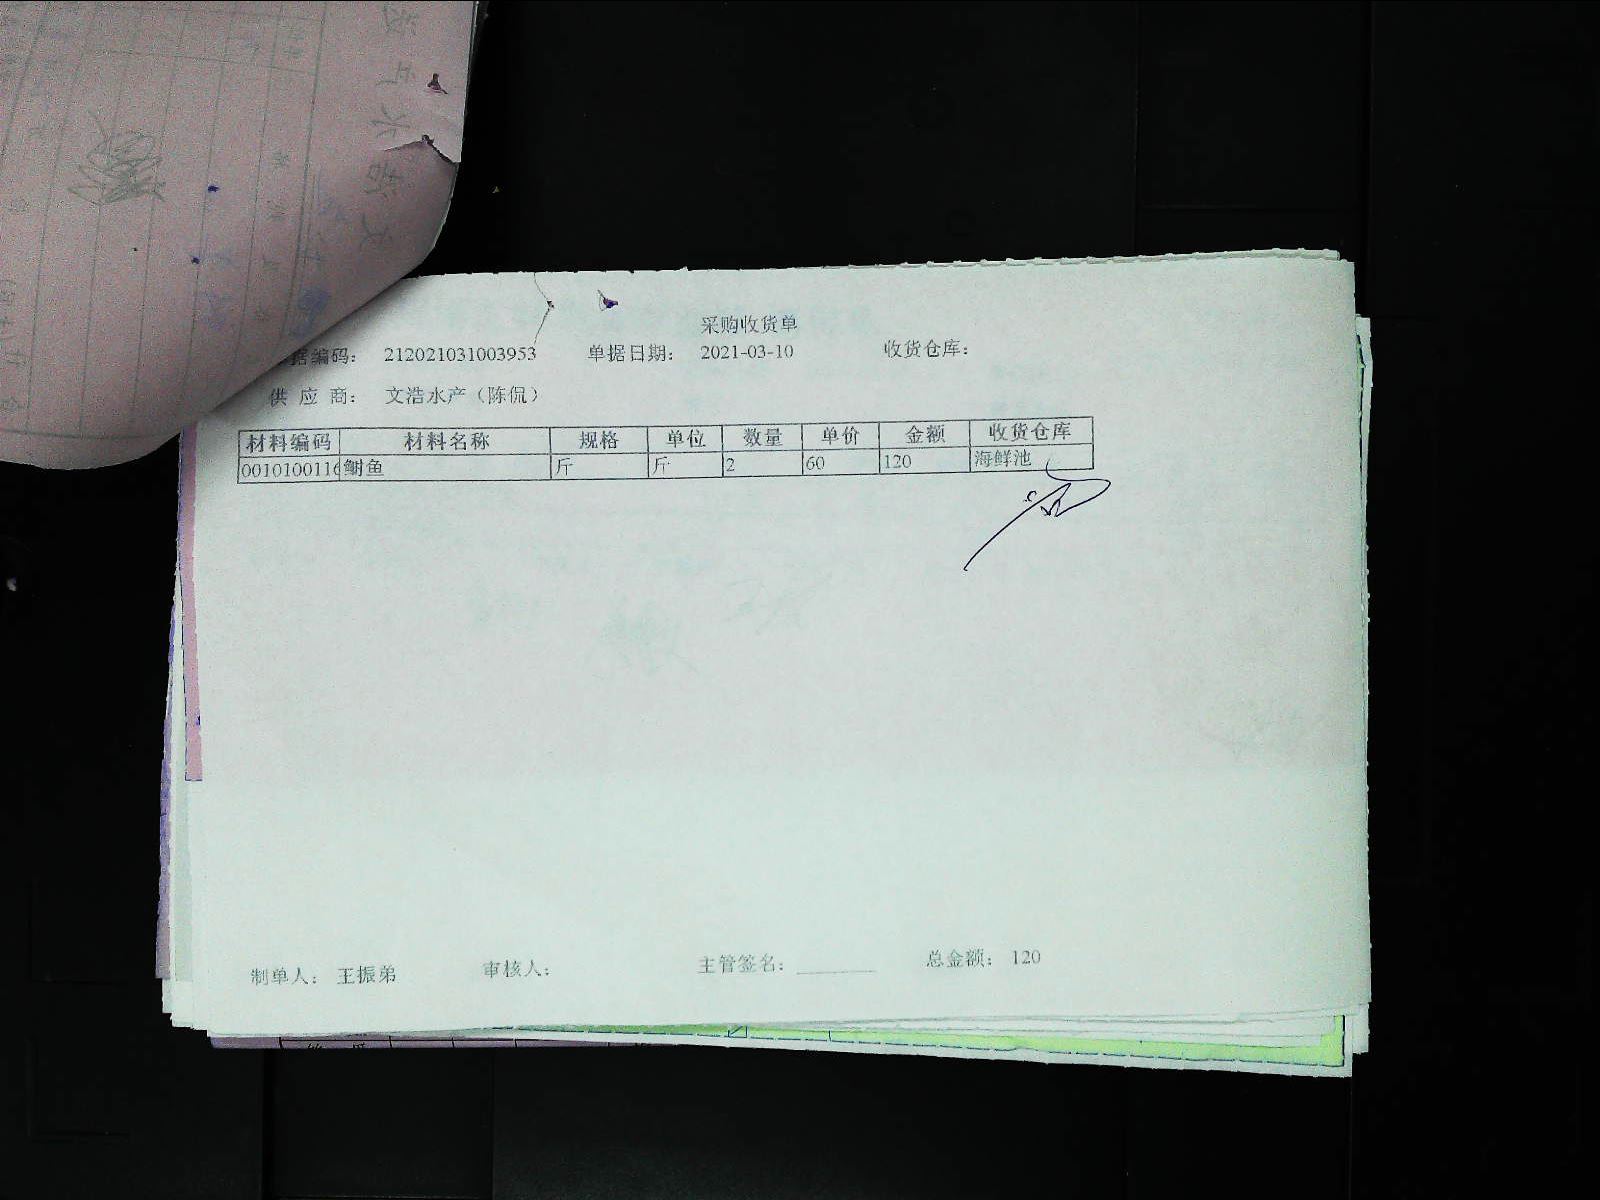 采购收货单
据编码： 212021031003953 单据日期： 2021-03-10 收货仓库：
供 应 商： 文浩水产（陈侃）
材料编码 材料名称 规格 单位 数量 单价 金额 收货仓库
0010100116 鲥鱼 斤 斤 2 60 120 海鲜池
制单人： 王振弟 审核人： 主管签名： 总金额： 120